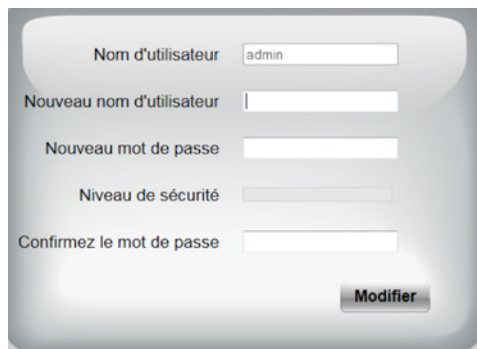 Nom d'utilisateur admin
Nouveau nom d'utilisateur
Nouveau mot de passe
Niveau de sécurité
Confirmez le mot de passe
Modifier